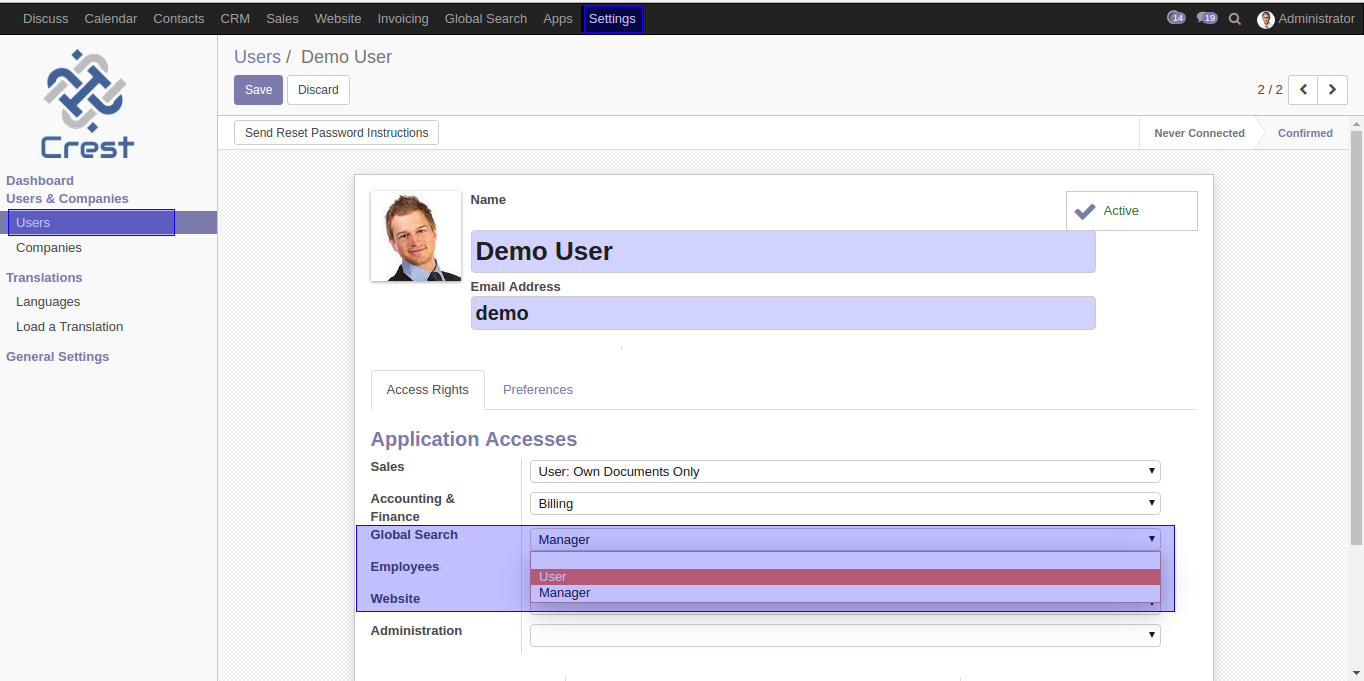 Discuss Calendar Contacts CRM Sales Website Invoicing Global Search Apps Settings 14 19 Administrator
Crest
Dashboard
Users & Companies
Users
Companies
Translations
Languages
Load a Translation
General Settings
Users / Demo User
Save Discard
2 / 2
Send Reset Password Instructions
Never Connected Confirmed
Name
Active
Demo User
Email Address
demo
Access Rights Preferences
Application Accesses
Sales User: Own Documents Only
Accounting & Billing
Finance
Global Search Manager
Employees
User
Manager
Website
Administration